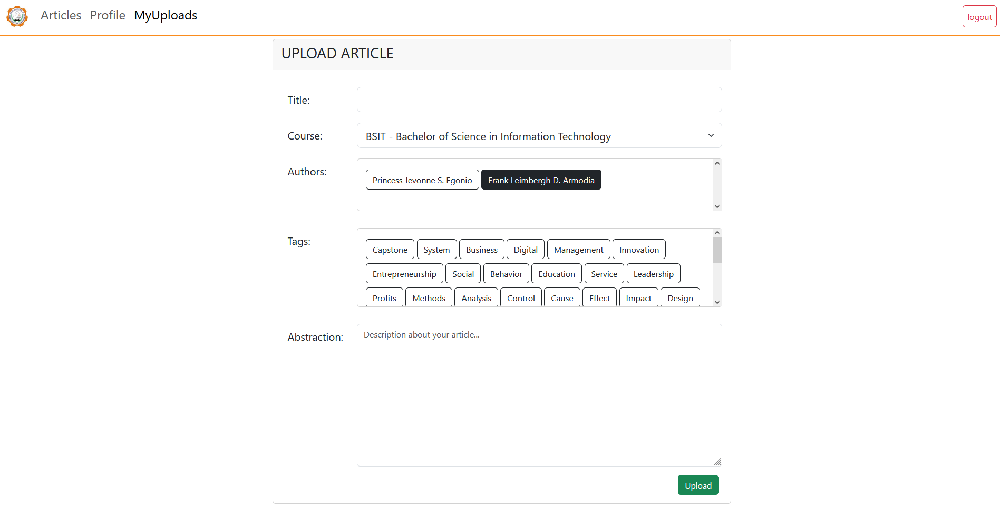 Articles Profile MyUploads logout
UPLOAD ARTICLE
Title:
Course: BSIT - Bachelor of Science in Information Technology
Authors: Princess Jevonne S. Egonio Frank Leimbergh D. Armodia
Tags: Capstone System Business Digital Management Innovation
Entrepreneurship Social Behavior Education Service Leadership
Profits Methods Analysis Control Cause Effect Impact Design
Abstraction: Description about your article...
Upload